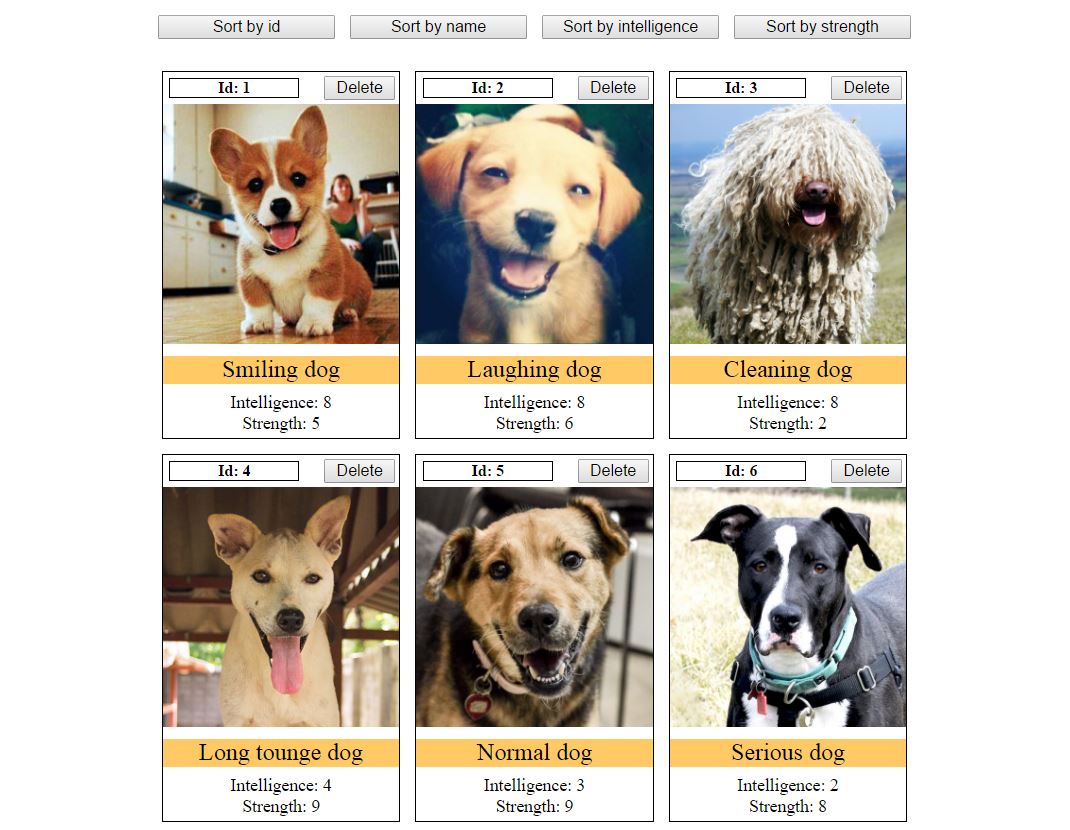 Sort by id
Sort by name
Sort by intelligence
Sort by strength
Id: 1
Delete
Smiling dog
Intelligence: 8
Strength: 5
Id: 2
Delete
Laughing dog
Intelligence: 8
Strength: 6
Id: 3
Delete
Cleaning dog
Intelligence: 8
Strength: 2
Id: 4
Delete
Long tounge dog
Intelligence: 4
Strength: 9
Id: 5
Delete
Normal dog
Intelligence: 3
Strength: 9
Id: 6
Delete
Serious dog
Intelligence: 2
Strength: 8